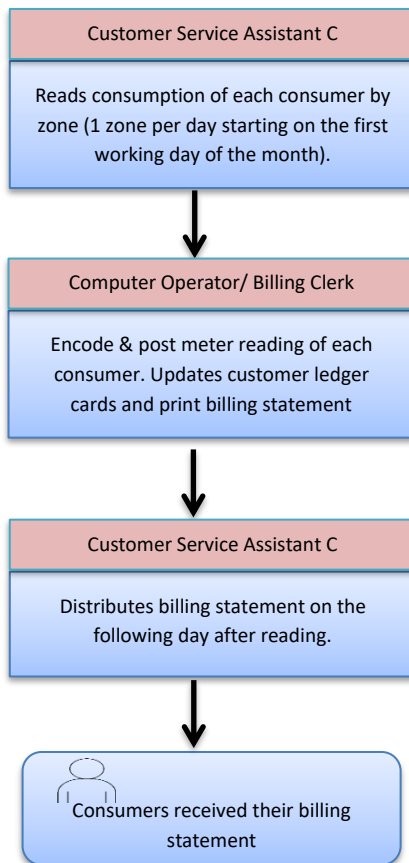 Customer Service Assistant C
Reads consumption of each consumer by
zone (1 zone per day starting on the first
working day of the month).
Computer Operator/ Billing Clerk
Encode & post meter reading of each
consumer. Updates customer ledger
cards and print billing statement
Customer Service Assistant C
Distributes billing statement on the
following day after reading.
Consumers received their billing
statement